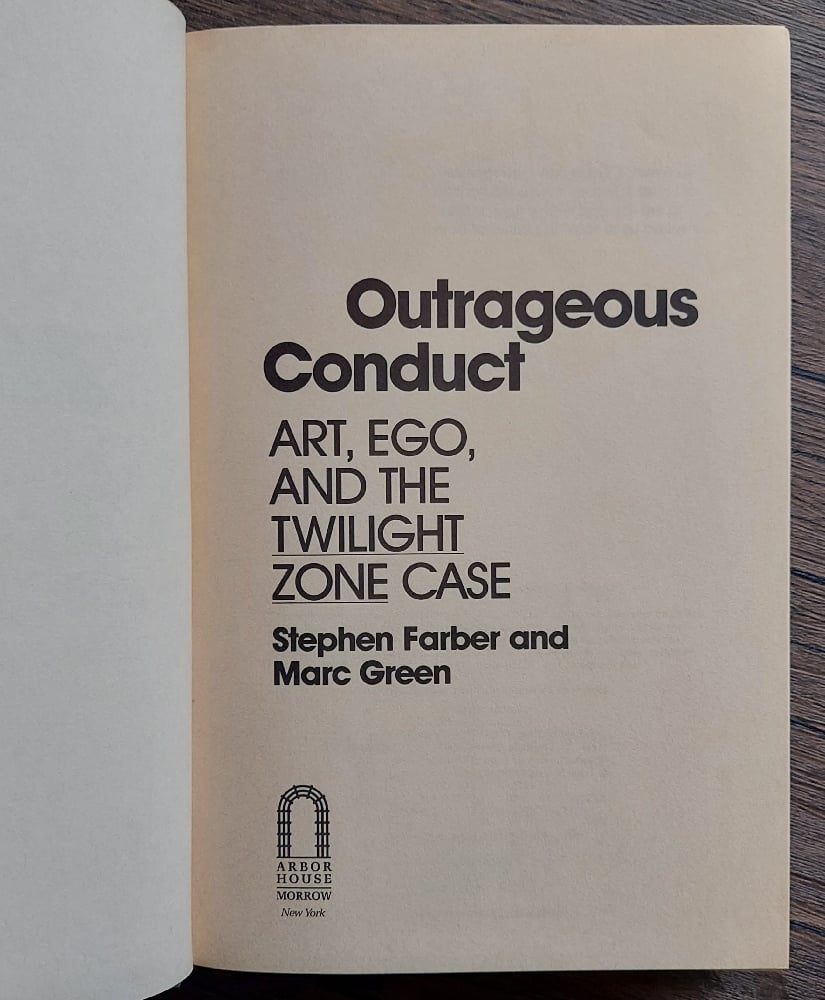 Outrageous
Conduct
ART, EGO,
AND THE
TWILIGHT
ZONE CASE
Stephen Farber and
Marc Green
ARBOR
HOUSE
MORROW
New York